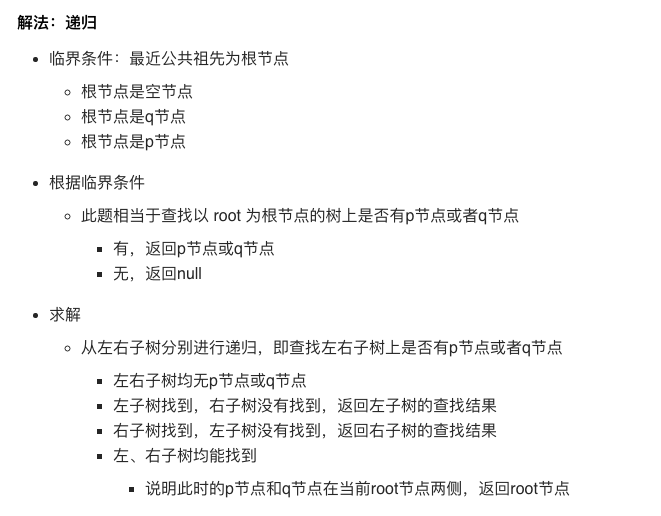 解法：递归
临界条件：最近公共祖先为根节点
根节点是空节点
根节点是q节点
根节点是p节点
根据临界条件
此题相当于查找以 root 为根节点的树上是否有p节点或者q节点
有，返回p节点或q节点
无，返回null
求解
从左右子树分别进行递归，即查找左右子树上是否有p节点或者q节点
左右子树均无p节点或q节点
左子树找到，右子树没有找到，返回左子树的查找结果
右子树找到，左子树没有找到，返回右子树的查找结果
左、右子树均能找到
说明此时的p节点和q节点在当前root节点两侧，返回root节点